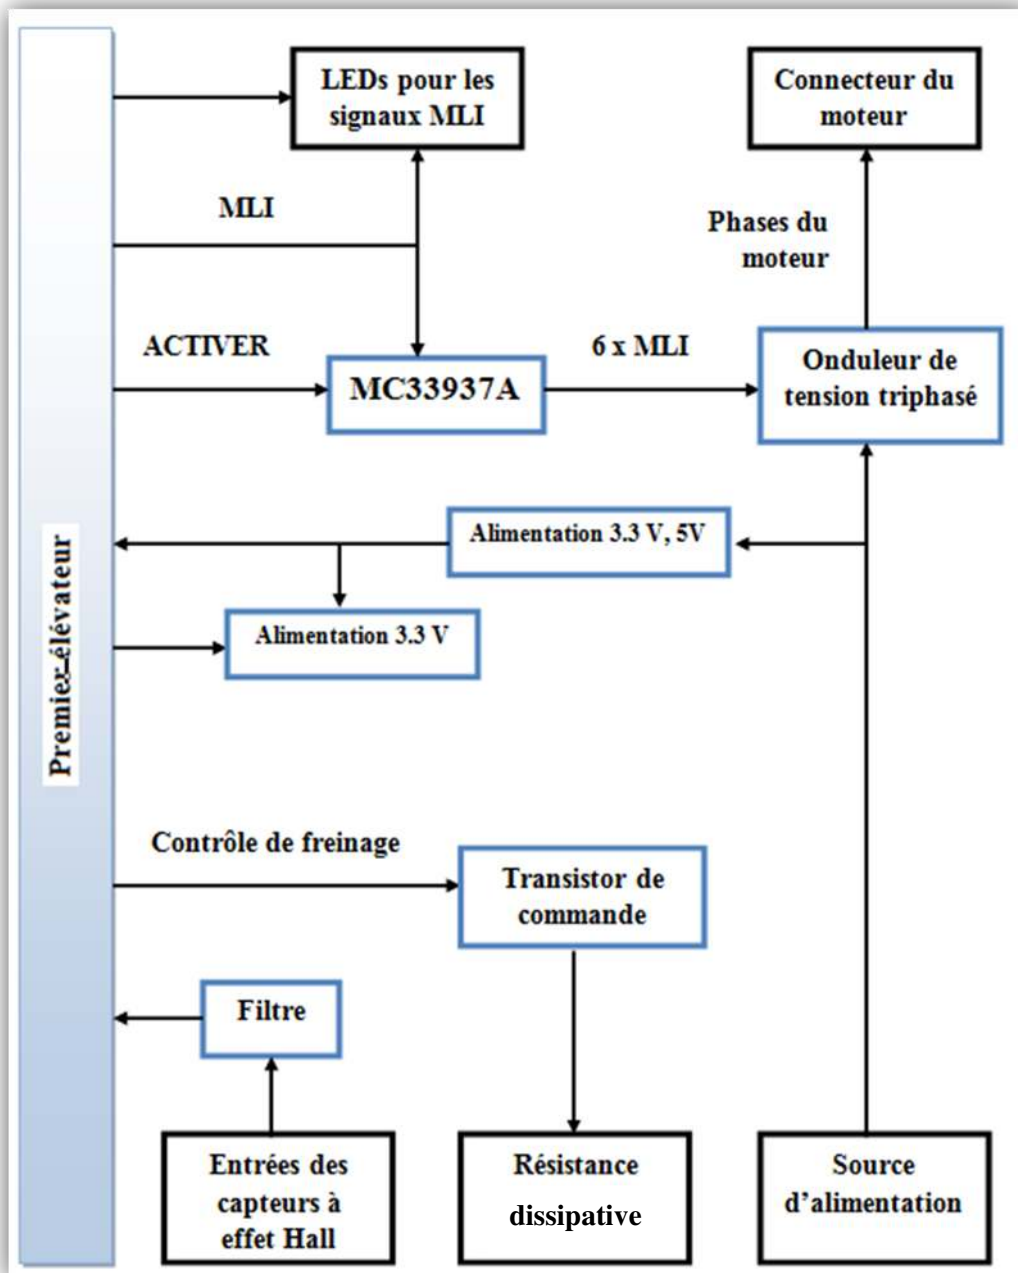 LEDs pour les
signaux MLI
Connecteur du
moteur
MLI
Phases du
moteur
ACTIVER
MC33937A
6 x MLI
Onduleur de
tension triphasé
Alimentation 3.3 V, 5V
Alimentation 3.3 V
Premier élévateur
Contrôle de freinage
Transistor de
commande
Filtre
Entrées des
capteurs à
effet Hall
Résistance
dissipative
Source
d’alimentation